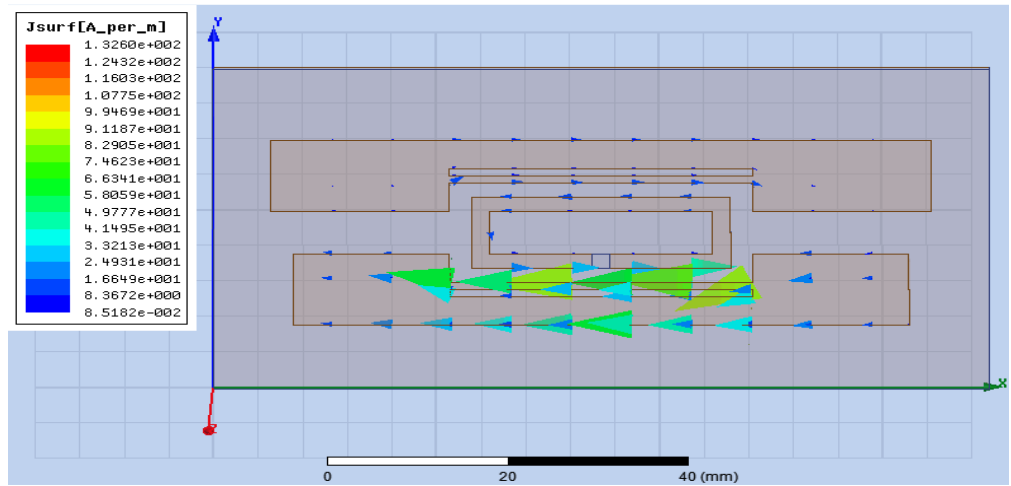 Jsurf[A_per_m]
1.3260e+002
1.2432e+002
1.1603e+002
1.0775e+002
9.9469e+001
9.1187e+001
8.2905e+001
7.4623e+001
6.6341e+001
5.8059e+001
4.9777e+001
4.1495e+001
3.3213e+001
2.4931e+001
1.6649e+001
8.3672e+000
8.5182e-002
Y
X
Z
0 20 40 (mm)